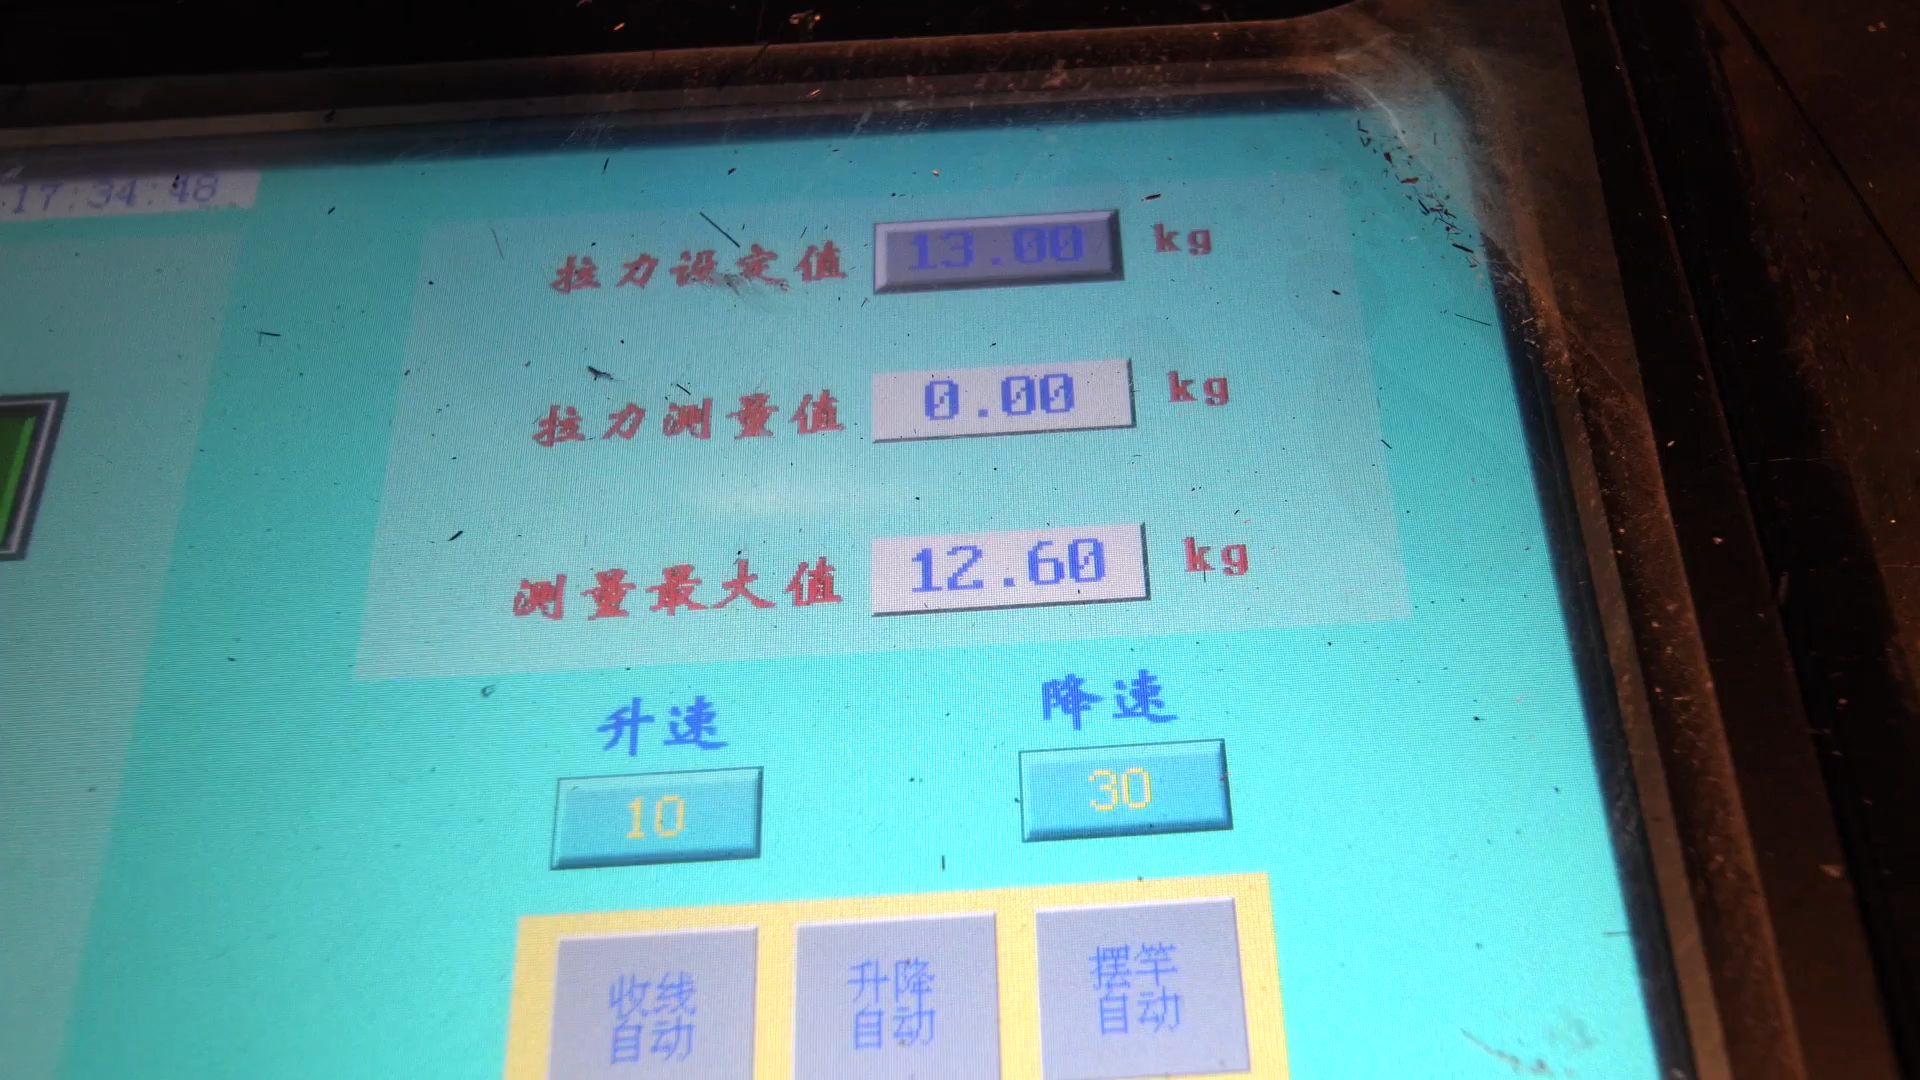 17:34:48
拉力设定值 13.00 kg
拉力测量值 0.00 kg
测量最大值 12.60 kg
升速 降速
10 30
收线 升降 摆竿
自动 自动 自动